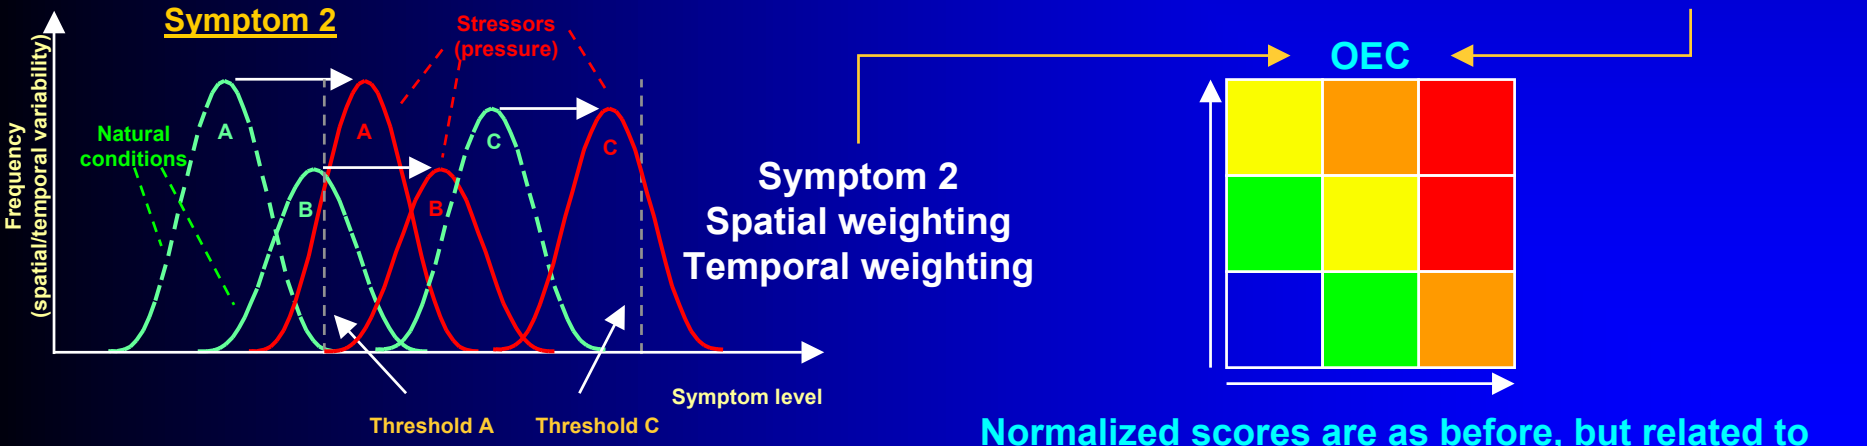 Symptom 2
Stressors
(pressure)
Frequency
(spatial/temporal variability)
Natural
conditions
A
A
B
B
C
C
Symptom level
Threshold A
Threshold C
Symptom 2
Spatial weighting
Temporal weighting
OEC
Normalized scores are as before, but related to